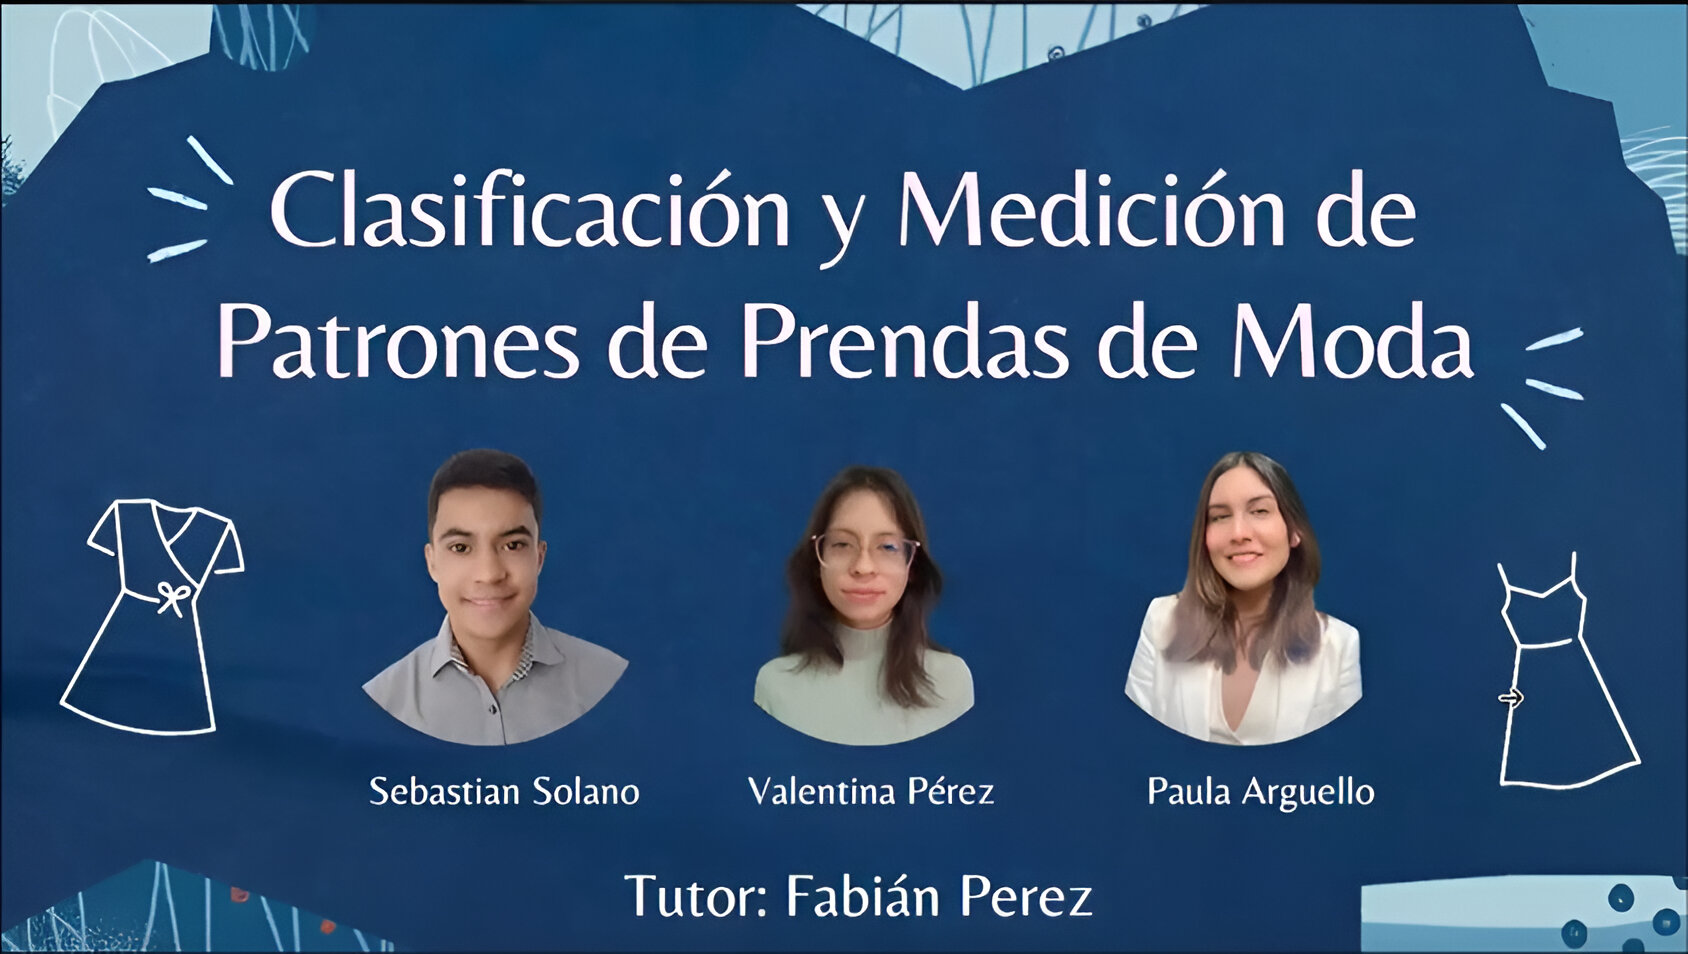 Clasificación y Medición de
Patrones de Prendas de Moda
Sebastian Solano
Valentina Pérez
Paula Arguello
Tutor: Fabián Perez